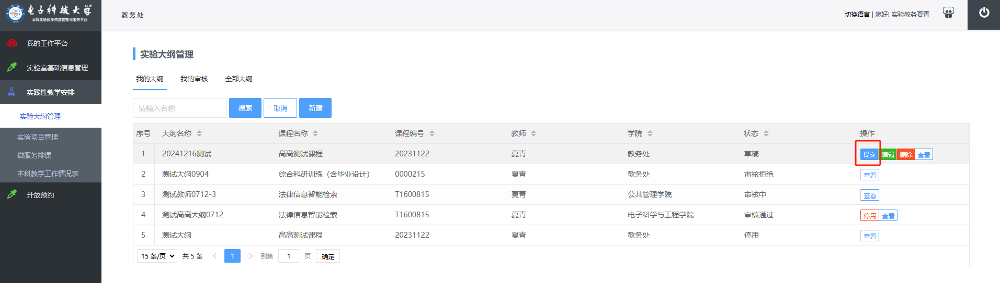 电子科技大学
本科实验教学资源管理与服务平台
教务处
切换语言 | 您好! 实验教务夏青
我的工作平台
实验室基础信息管理
实践性教学安排
实验大纲管理
实验项目管理
微服务排课
本科教学工作情况表
开放预约
实验大纲管理
我的大纲 我的审核 全部大纲
请输入名称 搜索 取消 新建
序号 大纲名称 课程名称 课程编号 教师 学院 状态 操作
1 20241216测试 高高测试课程 20231122 夏青 教务处 草稿 提交 编辑 删除 查看
2 测试大纲0904 综合科研训练（含毕业设计） 0000215 夏青 教务处 审核拒绝 查看
3 测试教师0712-3 法律信息智能检索 T1600815 夏青 公共管理学院 审核中 查看
4 测试高高大纲0712 法律信息智能检索 T1600815 夏青 电子科学与工程学院 审核通过 停用 查看
5 测试大纲 高高测试课程 20231122 夏青 教务处 停用 查看
15 条/页 共 5 条 1 到第 1 页 确定